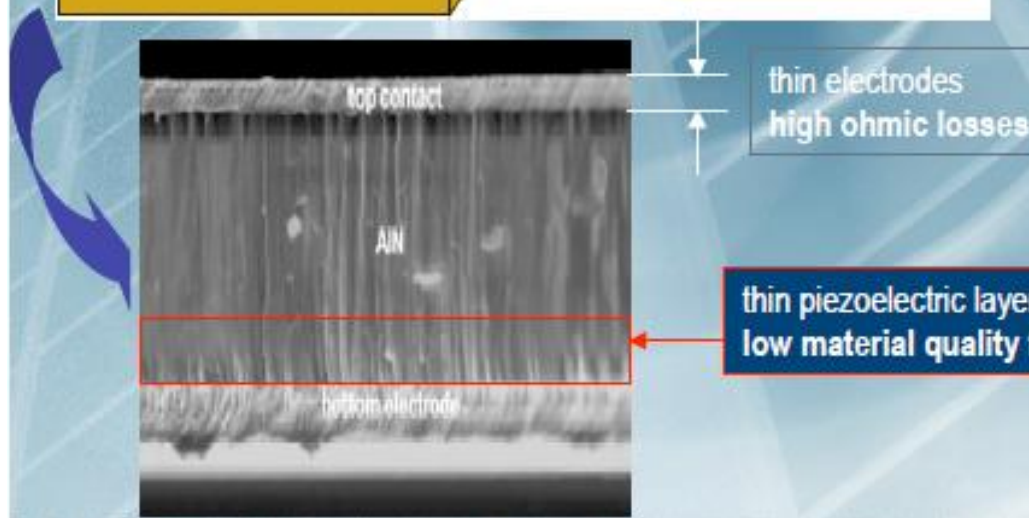 top contact
thin electrodes
high ohmic losses
AlN
thin piezoelectric laye
low material quality
bottom electrode